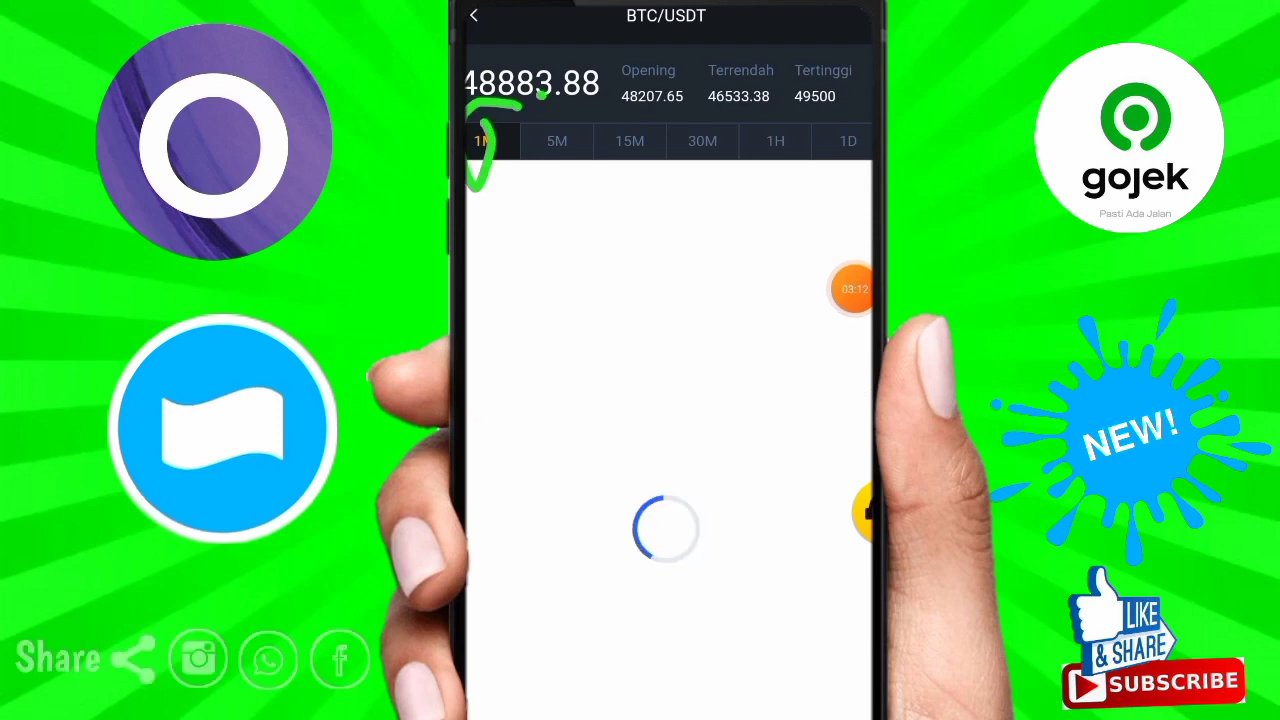 BTC/USDT
48883.88
Opening
48207.65
Terrendah
46533.38
Tertinggi
49500
1M
5M
15M
30M
1H
1D
03:12
gojek
Pasti Ada Jalan
NEW!
LIKE
& SHARE
SUBSCRIBE
Share